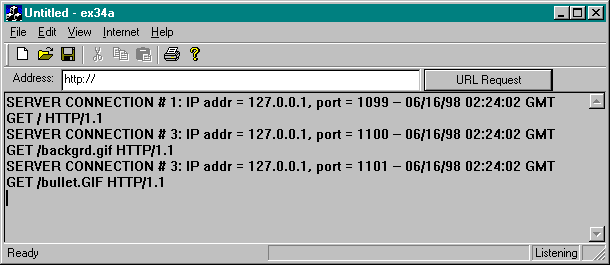 Untitled - ex34a
File Edit View Internet Help
Address: http:// URL Request
SERVER CONNECTION # 1: IP addr = 127.0.0.1, port = 1099 -- 06/16/98 02:24:02 GMT
GET / HTTP/1.1
SERVER CONNECTION # 3: IP addr = 127.0.0.1, port = 1100 -- 06/16/98 02:24:02 GMT
GET /backgrd.gif HTTP/1.1
SERVER CONNECTION # 3: IP addr = 127.0.0.1, port = 1101 -- 06/16/98 02:24:02 GMT
GET /bullet.GIF HTTP/1.1
Ready Listening